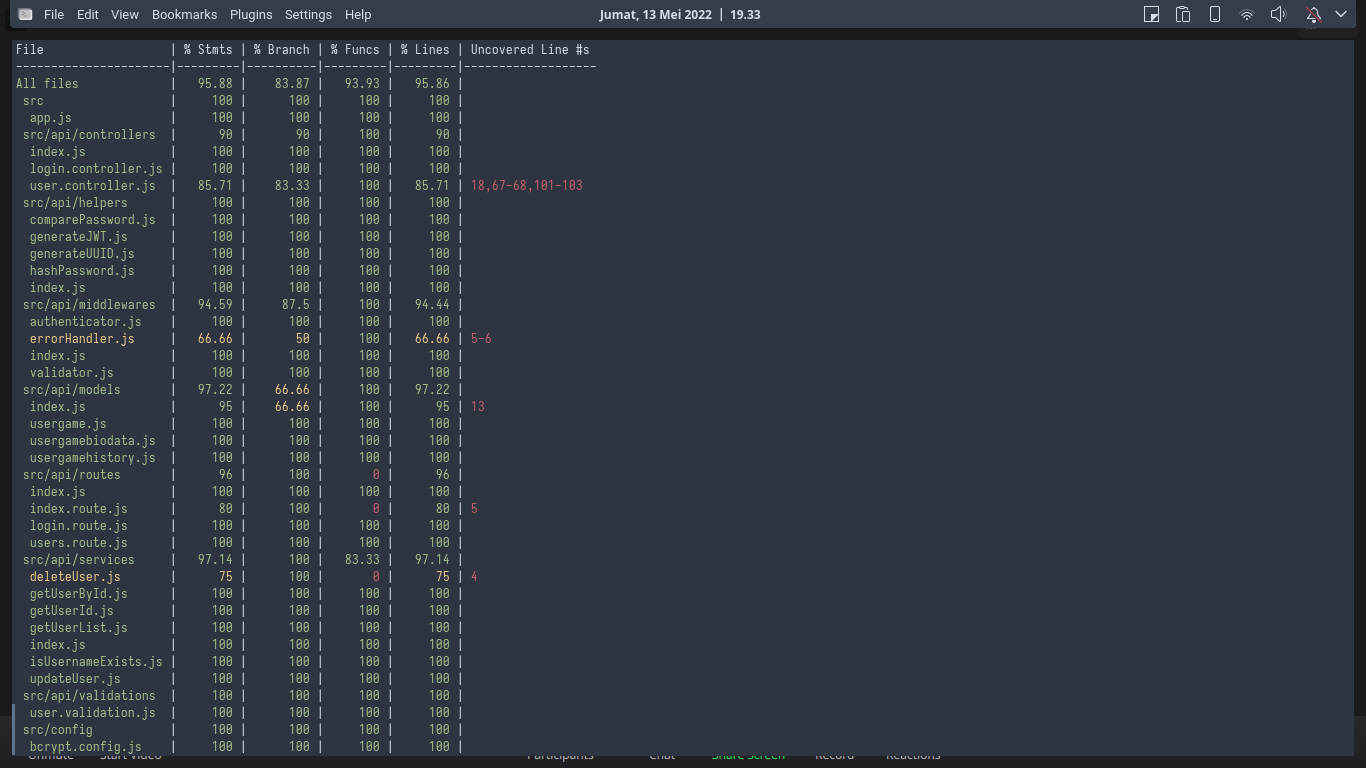 File Edit View Bookmarks Plugins Settings Help Jumat, 13 Mei 2022 | 19.33
File | % Stmts | % Branch | % Funcs | % Lines | Uncovered Line #s
----------------------|---------|----------|---------|---------|-------------------
All files | 95.88 | 83.87 | 93.93 | 95.86 |
src | 100 | 100 | 100 | 100 |
app.js | 100 | 100 | 100 | 100 |
src/api/controllers | 90 | 90 | 100 | 90 |
index.js | 100 | 100 | 100 | 100 |
login.controller.js | 100 | 100 | 100 | 100 |
user.controller.js | 85.71 | 83.33 | 100 | 85.71 | 18,67-68,101-103
src/api/helpers | 100 | 100 | 100 | 100 |
comparePassword.js | 100 | 100 | 100 | 100 |
generateJWT.js | 100 | 100 | 100 | 100 |
generateUUID.js | 100 | 100 | 100 | 100 |
hashPassword.js | 100 | 100 | 100 | 100 |
index.js | 100 | 100 | 100 | 100 |
src/api/middlewares | 94.59 | 87.5 | 100 | 94.44 |
authenticator.js | 100 | 100 | 100 | 100 |
errorHandler.js | 66.66 | 50 | 100 | 66.66 | 5-6
index.js | 100 | 100 | 100 | 100 |
validator.js | 100 | 100 | 100 | 100 |
src/api/models | 97.22 | 66.66 | 100 | 97.22 |
index.js | 95 | 66.66 | 100 | 95 | 13
usergame.js | 100 | 100 | 100 | 100 |
usergamebiodata.js | 100 | 100 | 100 | 100 |
usergamehistory.js | 100 | 100 | 100 | 100 |
src/api/routes | 96 | 100 | 0 | 96 |
index.js | 100 | 100 | 100 | 100 |
index.route.js | 80 | 100 | 0 | 80 | 5
login.route.js | 100 | 100 | 100 | 100 |
users.route.js | 100 | 100 | 100 | 100 |
src/api/services | 97.14 | 100 | 83.33 | 97.14 |
deleteUser.js | 75 | 100 | 0 | 75 | 4
getUserById.js | 100 | 100 | 100 | 100 |
getUserId.js | 100 | 100 | 100 | 100 |
getUserList.js | 100 | 100 | 100 | 100 |
index.js | 100 | 100 | 100 | 100 |
isUsernameExists.js | 100 | 100 | 100 | 100 |
updateUser.js | 100 | 100 | 100 | 100 |
src/api/validations | 100 | 100 | 100 | 100 |
user.validation.js | 100 | 100 | 100 | 100 |
src/config | 100 | 100 | 100 | 100 |
bcrypt.config.js | 100 | 100 | 100 | 100 |
Unmute Start Video Participants Chat Share Screen Record Reactions